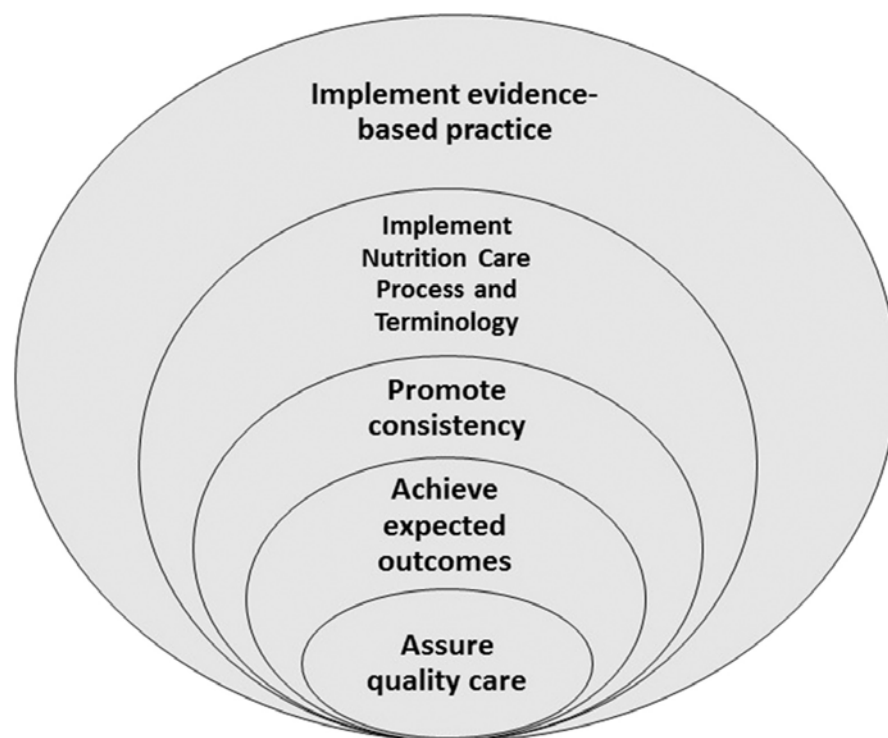 Implement evidence-
based practice
Implement
Nutrition Care
Process and
Terminology
Promote
consistency
Achieve
expected
outcomes
Assure
quality care